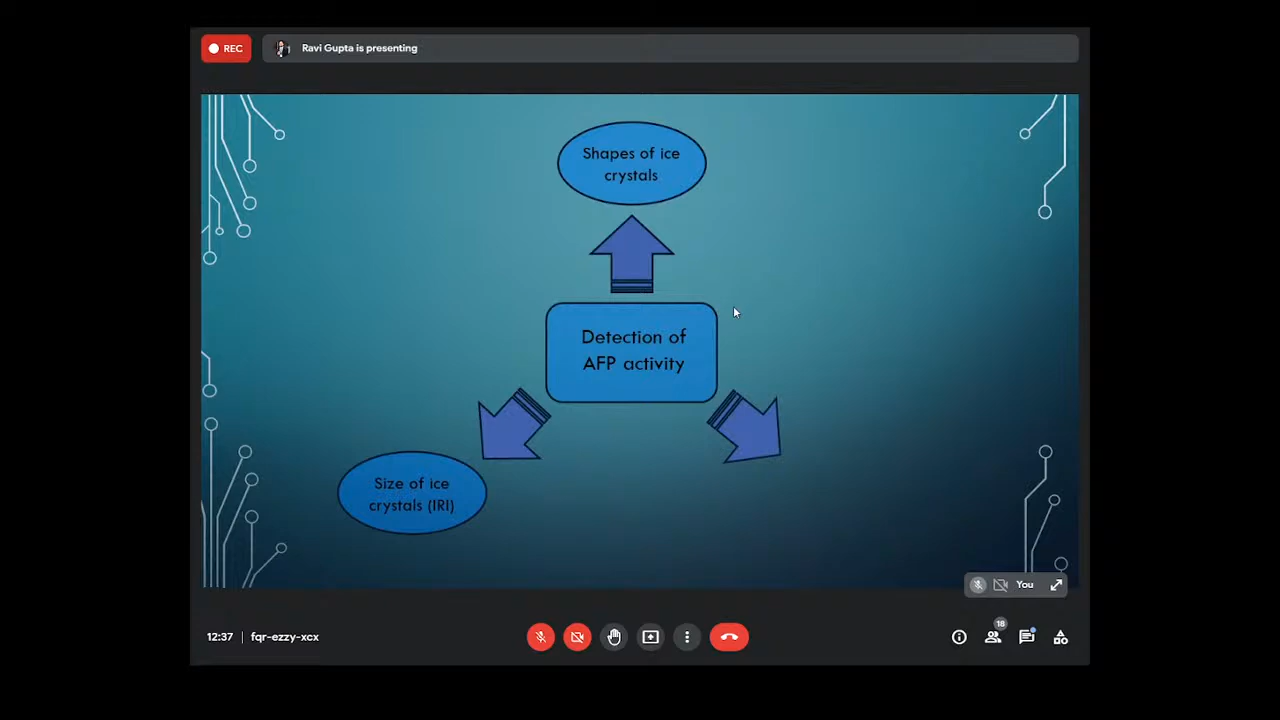 REC
Ravi Gupta is presenting
Shapes of ice
crystals
Detection of
AFP activity
Size of ice
crystals (IRI)
You
12:37 | fqr-ezzy-xcx
18